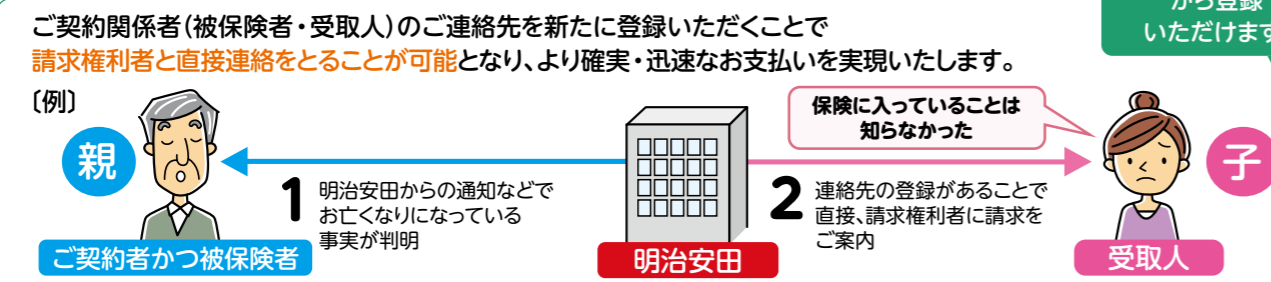 ご契約関係者(被保険者・受取人)のご連絡先を新たに登録いただくことで
請求権利者と直接連絡をとることが可能となり、より確実・迅速なお支払いを実現いたします。
から登録
いただけます
〔例〕
親
ご契約者かつ被保険者
1
明治安田からの通知などで
お亡くなりになっている
事実が判明
明治安田
保険に入っていることは
知らなかった
2
連絡先の登録があることで
直接、請求権利者に請求を
ご案内
子
受取人